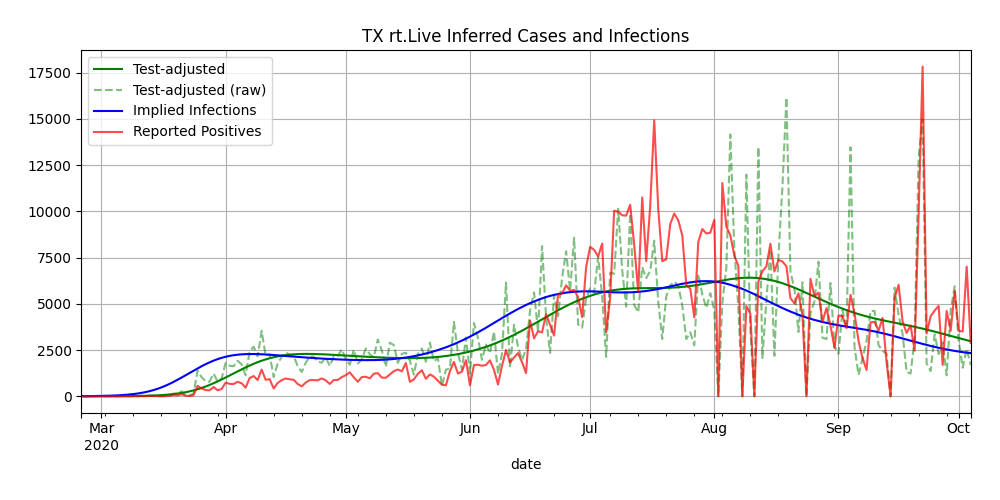 TX rt.Live Inferred Cases and Infections
Test-adjusted
Test-adjusted (raw)
Implied Infections
Reported Positives
17500
15000
12500
10000
7500
5000
2500
0
Mar Apr May Jun Jul Aug Sep Oct
2020
date